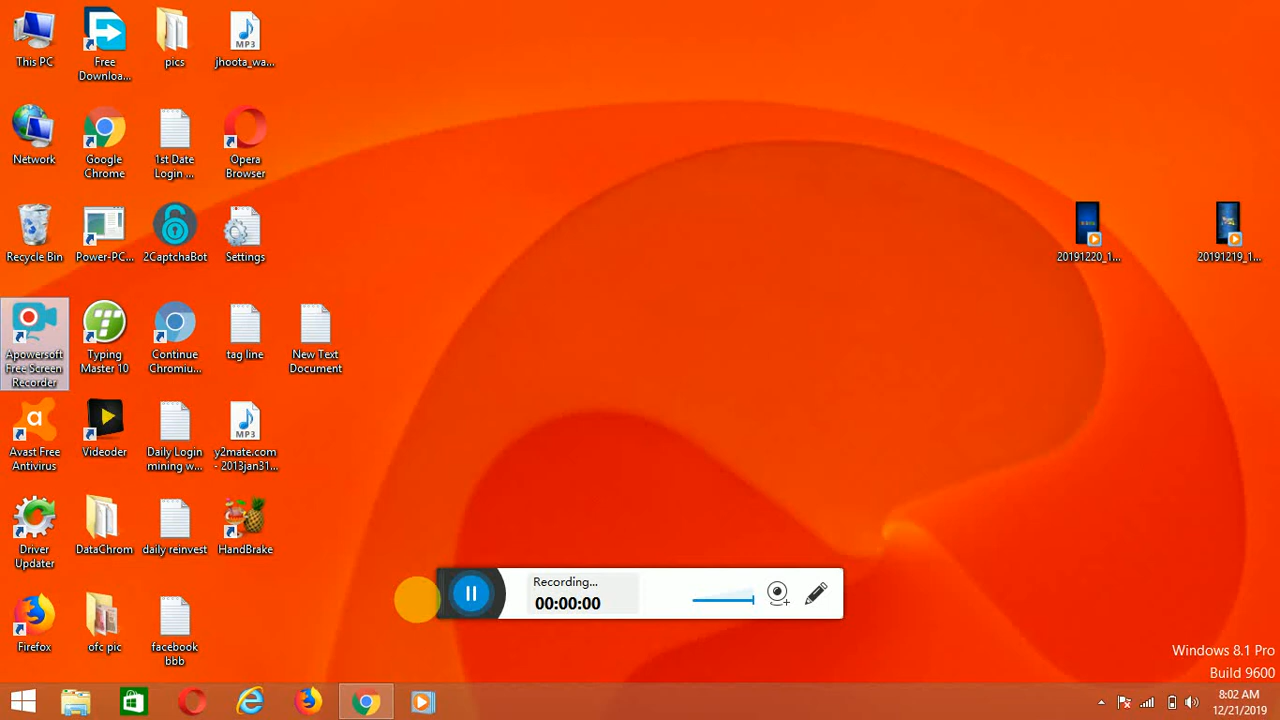 This PC
Free
Downloa...
pics
MP3
jhoota_wa...
Network
Google
Chrome
1st Date
Login ...
Opera
Browser
Recycle Bin
Power-PC...
2CaptchaBot
Settings
20191220_1...
20191219_1...
Apowersoft
Free Screen
Recorder
Typing
Master 10
Continue
Chromiu...
tag line
New Text
Document
Avast Free
Antivirus
Videoder
Daily Login
mining w...
MP3
y2mate.com
- 2013jan31...
Driver
Updater
DataChrom
daily reinvest
HandBrake
Firefox
ofc pic
facebook
bbb
Recording...
00:00:00
Windows 8.1 Pro
Build 9600
8:02 AM
12/21/2019